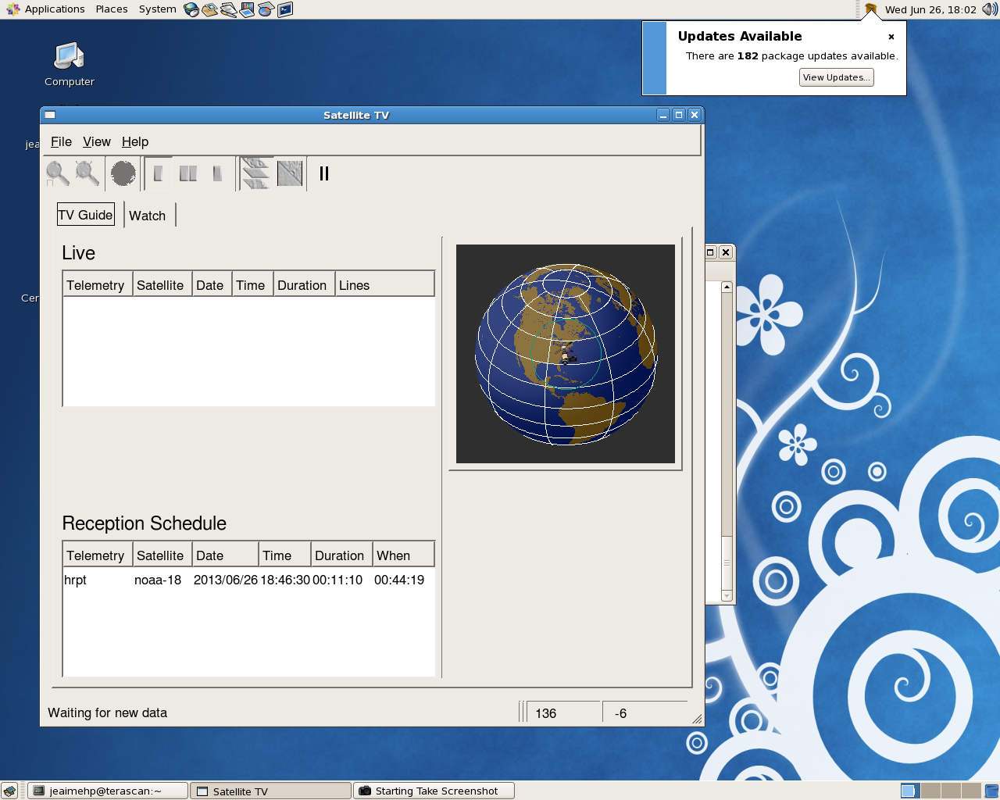 Applications Places System Wed Jun 26, 18:02
Updates Available
There are 182 package updates available.
View Updates...
Computer
jea
Cer
Satellite TV
File View Help
TV Guide Watch
Live
Telemetry Satellite Date Time Duration Lines
Reception Schedule
Telemetry Satellite Date Time Duration When
hrpt noaa-18 2013/06/26 18:46:30 00:11:10 00:44:19
Waiting for new data 136 -6
jeaimehp@terascan:~ Satellite TV Starting Take Screenshot